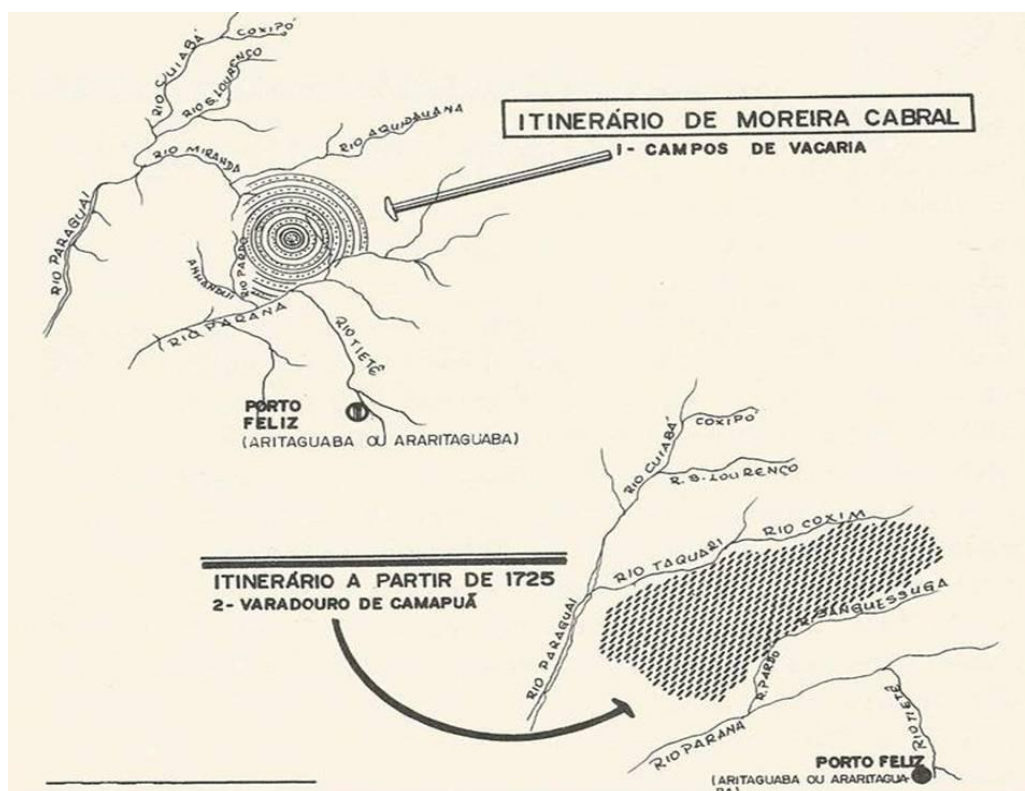 COXIPÓ
RIO CUIABÁ
RIO S. LOURENÇO
RIO AQUIDAUANA
RIO MIRANDA
RIO PARAGUAI
ITINERÁRIO DE MOREIRA CABRAL
1- CAMPOS DE VACARIA
RIO PARDO
ANHANDUI
RIO PARANA
RIO TIETÊ
PORTO
FELIZ
(ARITAGUABA OU ARARITAGUABA)
COXIPÓ
RIO CUIABÁ
R. S. LOURENÇO
RIO COXIM
RIO TAQUARI
ITINERÁRIO A PARTIR DE 1725
2- VARADOURO DE CAMAPUÃ
R. SANGUESSUGA
RIO PARAGUAI
R. PARDO
RIO PARANA
RIO TIETÊ
PORTO FELIZ
(ARITAGUABA OU ARARITAGUA-
BA)